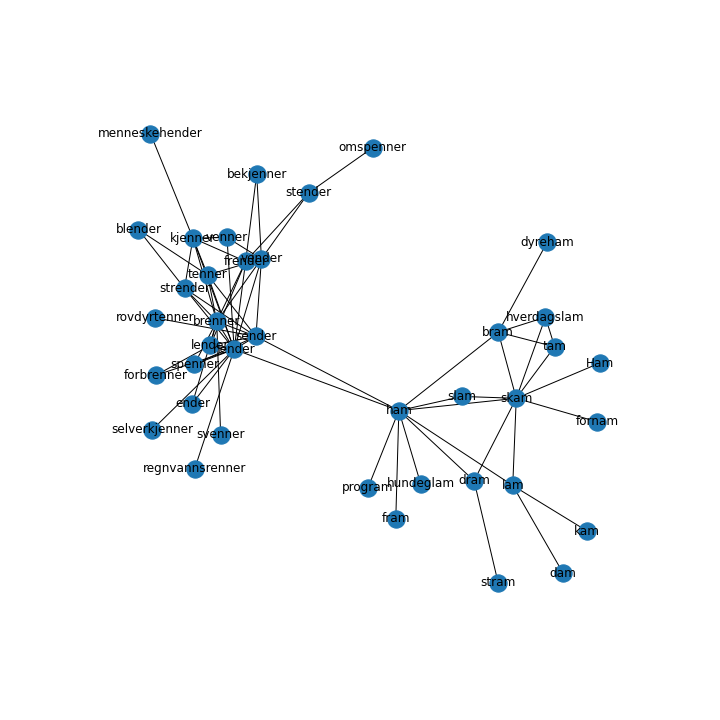 menneskehender
omspenner
bekjenner
stender
blender
kjenner
venner
dyreham
frender
vender
tenner
strender
rovdyrtenner
brenner
hverdagslam
bram
sender
lender
tam
spenner
Ham
forbrenner
slam
skam
ender
ham
fornam
selverkjenner
svenner
regnvannsrenner
program
hundeglam
dram
lam
fram
kam
dam
stram